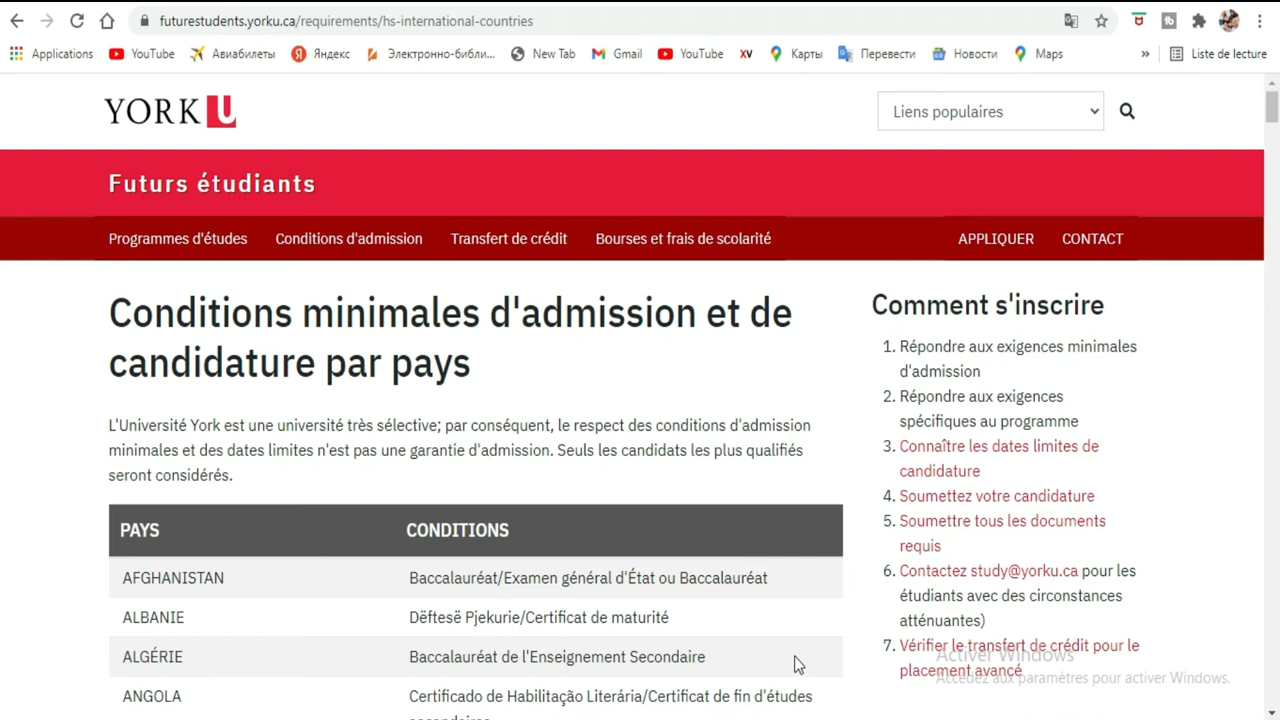 futurestudents.yorku.ca/requirements/hs-international-countries
Applications YouTube Авиабилеты Яндекс Электронно-библи... New Tab Gmail YouTube XV Карты Перевести Новости Maps » Liste de lecture
YORK U
Liens populaires
Futurs étudiants
Programmes d'études Conditions d'admission Transfert de crédit Bourses et frais de scolarité APPLIQUER CONTACT
Conditions minimales d'admission et de
candidature par pays
L'Université York est une université très sélective; par conséquent, le respect des conditions d'admission
minimales et des dates limites n'est pas une garantie d'admission. Seuls les candidats les plus qualifiés
seront considérés.
PAYS CONDITIONS
AFGHANISTAN Baccalauréat/Examen général d'État ou Baccalauréat
ALBANIE Dëftesë Pjekurie/Certificat de maturité
ALGÉRIE Baccalauréat de l'Enseignement Secondaire
ANGOLA Certificado de Habilitação Literária/Certificat de fin d'études
secondaires
Comment s'inscrire
1. Répondre aux exigences minimales
d'admission
2. Répondre aux exigences
spécifiques au programme
3. Connaître les dates limites de
candidature
4. Soumettez votre candidature
5. Soumettre tous les documents
requis
6. Contactez study@yorku.ca pour les
étudiants avec des circonstances
atténuantes)
7. Vérifier le transfert de crédit pour le
placement avancé
Activer Windows
Accédez aux paramètres pour activer Windows.